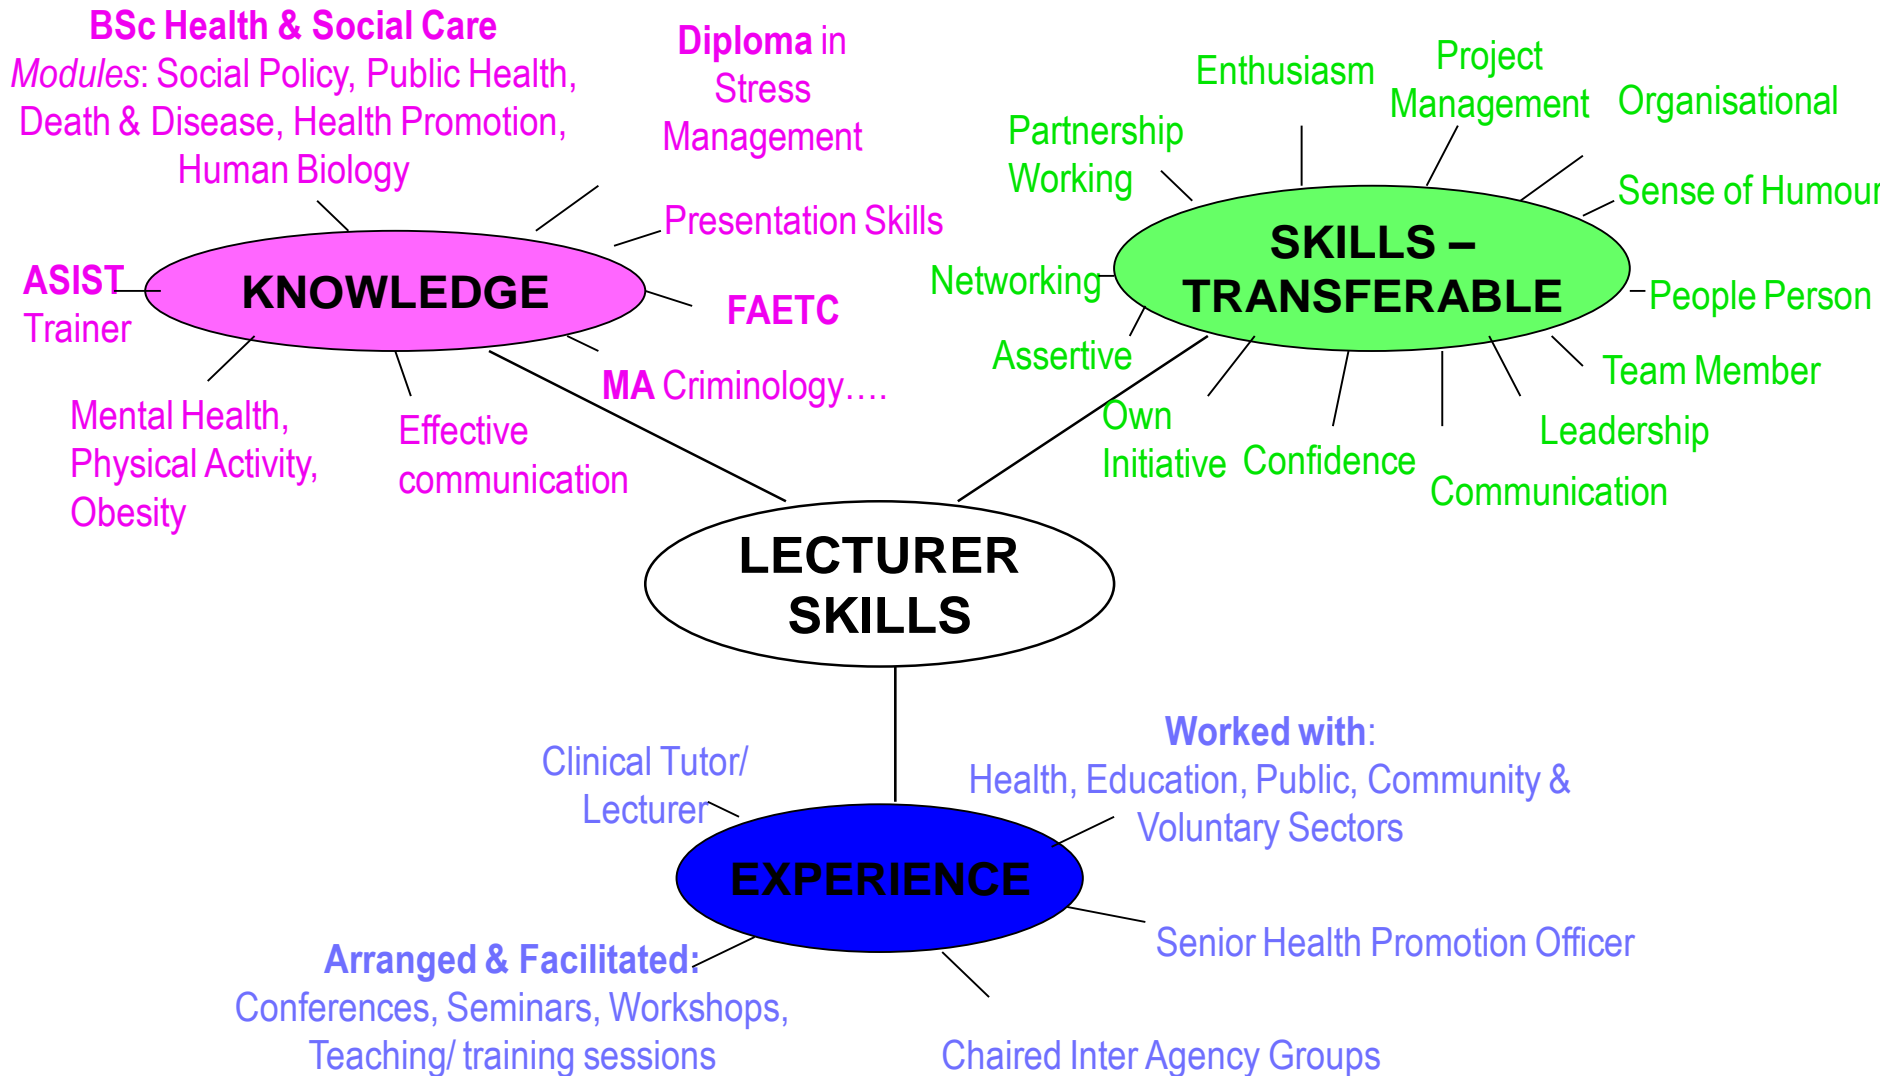 BSc Health & Social Care
Modules: Social Policy, Public Health,
Death & Disease, Health Promotion,
Human Biology
Diploma in
Stress
Management
Presentation Skills
KNOWLEDGE
ASIST
Trainer
FAETC
MA Criminology....
Mental Health,
Physical Activity,
Obesity
Effective
communication
Enthusiasm
Project
Management
Organisational
Partnership
Working
Sense of Humour
SKILLS –
TRANSFERABLE
Networking
People Person
Assertive
Team Member
Own
Initiative
Confidence
Leadership
Communication
LECTURER
SKILLS
Clinical Tutor/
Lecturer
Worked with:
Health, Education, Public, Community &
Voluntary Sectors
EXPERIENCE
Senior Health Promotion Officer
Arranged & Facilitated:
Conferences, Seminars, Workshops,
Teaching/ training sessions
Chaired Inter Agency Groups